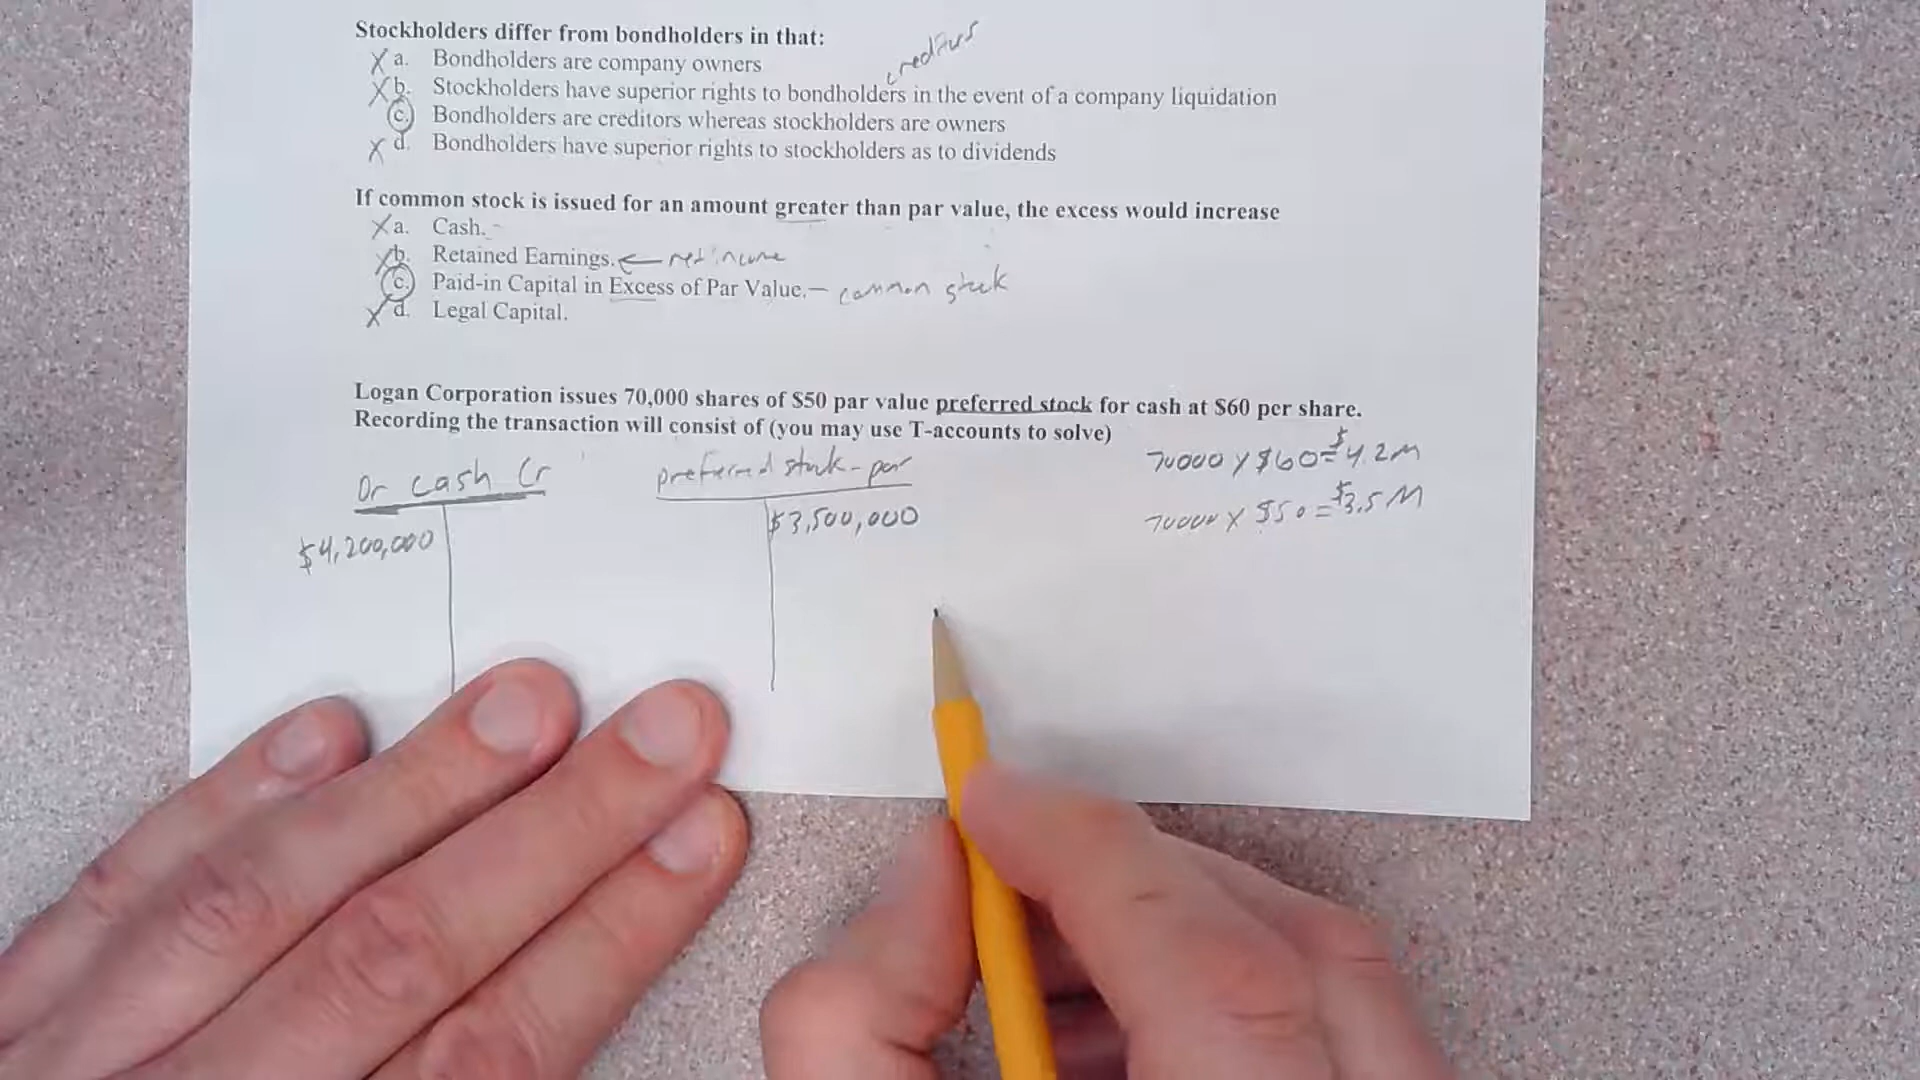 Stockholders differ from bondholders in that:
creditors
X a. Bondholders are company owners
X b. Stockholders have superior rights to bondholders in the event of a company liquidation
c. Bondholders are creditors whereas stockholders are owners
X d. Bondholders have superior rights to stockholders as to dividends
If common stock is issued for an amount greater than par value, the excess would increase
X a. Cash. -
X b. Retained Earnings. ← net income
c. Paid-in Capital in Excess of Par Value. — common stock
X d. Legal Capital.
Logan Corporation issues 70,000 shares of $50 par value preferred stock for cash at $60 per share.
Recording the transaction will consist of (you may use T-accounts to solve)
Dr cash Cr
preferred stock - par
70000 X $60 = $4.2M
$4,200,000
$3,500,000
70000 X $50 = $3.5M